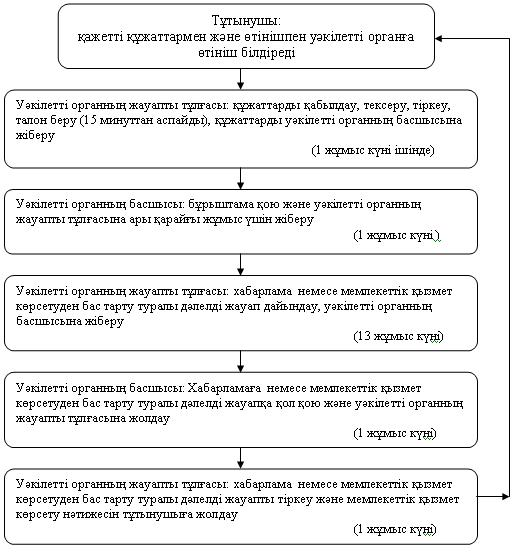 Тұтынушы:
қажетті құжаттармен және өтінішпен уәкілетті органға
өтініш білдіреді
Уәкілетті органның жауапты тұлғасы: құжаттарды қабылдау, тексеру, тіркеу,
талон беру (15 минуттан аспайды), құжаттарды уәкілетті органның басшысына
жіберу
(1 жұмыс күні ішінде)
Уәкілетті органның басшысы: бұрыштама қою және уәкілетті органның
жауапты тұлғасына ары қарайғы жұмыс үшін жіберу
(1 жұмыс күні)
Уәкілетті органның жауапты тұлғасы: хабарлама немесе мемлекеттік қызмет
көрсетуден бас тарту туралы дәлелді жауап дайындау, уәкілетті органның
басшысына жіберу
(13 жұмыс күні)
Уәкілетті органның басшысы: Хабарламаға немесе мемлекеттік қызмет
көрсетуден бас тарту туралы дәлелді жауапқа қол қою және уәкілетті органның
жауапты тұлғасына жолдау
(1 жұмыс күні)
Уәкілетті органның жауапты тұлғасы: хабарлама немесе мемлекеттік қызмет
көрсетуден бас тарту туралы дәлелді жауапты тіркеу және мемлекеттік қызмет
көрсету нәтижесін тұтынушыға жолдау
(1 жұмыс күні)